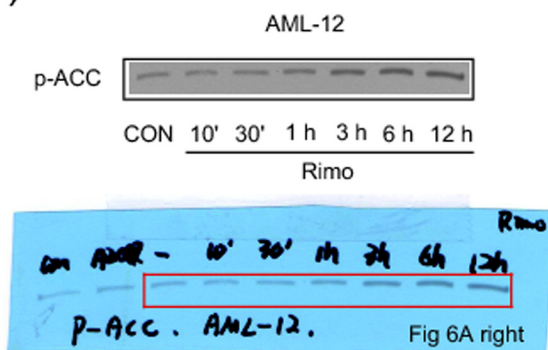 AML-12
p-ACC
CON 10' 30' 1 h 3 h 6 h 12 h
Rimo
Rimo
con - 10' 30' 1h 3h 6h 12h
P-ACC. AML-12.
Fig 6A right